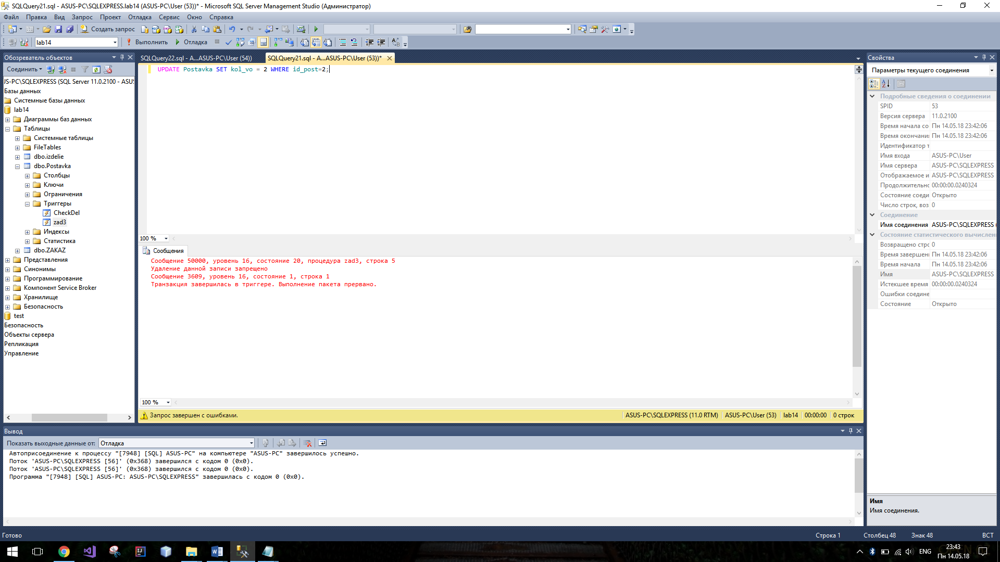 SQLQuery21.sql - ASUS-PC\SQLEXPRESS.lab14 (ASUS-PC\User (53))* - Microsoft SQL Server Management Studio (Администратор)
Файл Правка Вид Запрос Проект Отладка Сервис Окно Справка
Создать запрос
lab14 Выполнить Отладка
Обозреватель объектов
Соединить
JS-PC\SQLEXPRESS (SQL Server 11.0.2100 - ASUS
Базы данных
Системные базы данных
lab14
Диаграммы баз данных
Таблицы
Системные таблицы
FileTables
dbo.izdelie
dbo.Postavka
Столбцы
Ключи
Ограничения
Триггеры
CheckDel
zad3
Индексы
Статистика
dbo.ZAKAZ
Представления
Синонимы
Программирование
Компонент Service Broker
Хранилище
Безопасность
test
Безопасность
Объекты сервера
Репликация
Управление
SQLQuery22.sql - A...ASUS-PC\User (54)) SQLQuery21.sql - A...ASUS-PC\User (53))*
UPDATE Postavka SET kol_vo = 2 WHERE id_post=2;
100 %
Сообщения
Сообщение 50000, уровень 16, состояние 20, процедура zad3, строка 5
Удаление данной записи запрещено
Сообщение 3609, уровень 16, состояние 1, строка 1
Транзакция завершилась в триггере. Выполнение пакета прервано.
100 %
Запрос завершен с ошибками. ASUS-PC\SQLEXPRESS (11.0 RTM) ASUS-PC\User (53) lab14 00:00:00 0 строк
Свойства
Параметры текущего соединения
Подробные сведения о соединении
SPID 53
Версия сервера 11.0.2100
Время начала со Пн 14.05.18 23:42:06
Время окончани Пн 14.05.18 23:42:06
Идентификатор т
Имя входа ASUS-PC\User
Имя сервера ASUS-PC\SQLEXPRESS
Отображаемое и ASUS-PC\SQLEXPRESS
Продолжительно 00:00:00.0240324
Состояние соеди Открыто
Число строк, воз 0
Соединение
Имя соединения ASUS-PC\SQLEXPRESS (
Состояние статистического вычислен
Возвращено стро 0
Время завершен Пн 14.05.18 23:42:06
Время начала Пн 14.05.18 23:42:06
Имя ASUS-PC\SQLEXPRESS
Истекшее время 00:00:00.0240324
Ошибки соедине
Состояние Открыто
Имя
Имя соединения.
Вывод
Показать выходные данные от: Отладка
Автоприсоединение к процессу "[7948] [SQL] ASUS-PC" на компьютере "ASUS-PC" завершилось успешно.
Поток 'ASUS-PC\SQLEXPRESS [56]' (0x368) завершился с кодом 0 (0x0).
Поток 'ASUS-PC\SQLEXPRESS [56]' (0x368) завершился с кодом 0 (0x0).
Программа "[7948] [SQL] ASUS-PC: ASUS-PC\SQLEXPRESS" завершилась с кодом 0 (0x0).
Готово Строка 1 Столбец 48 Знак 48 ВСТ
ENG 23:43
Пн 14.05.18